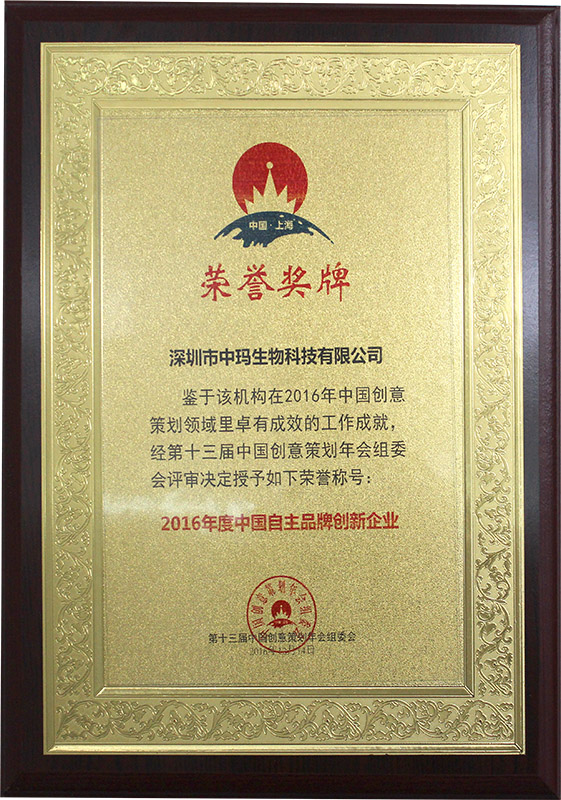 中国·上海
荣誉奖牌
深圳市中玛生物科技有限公司
鉴于该机构在2016年中国创意
策划领域里卓有成效的工作成就，
经第十三届中国创意策划年会组委
会评审决定授予如下荣誉称号：
2016年度中国自主品牌创新企业
第十三届中国创意策划年会组委会